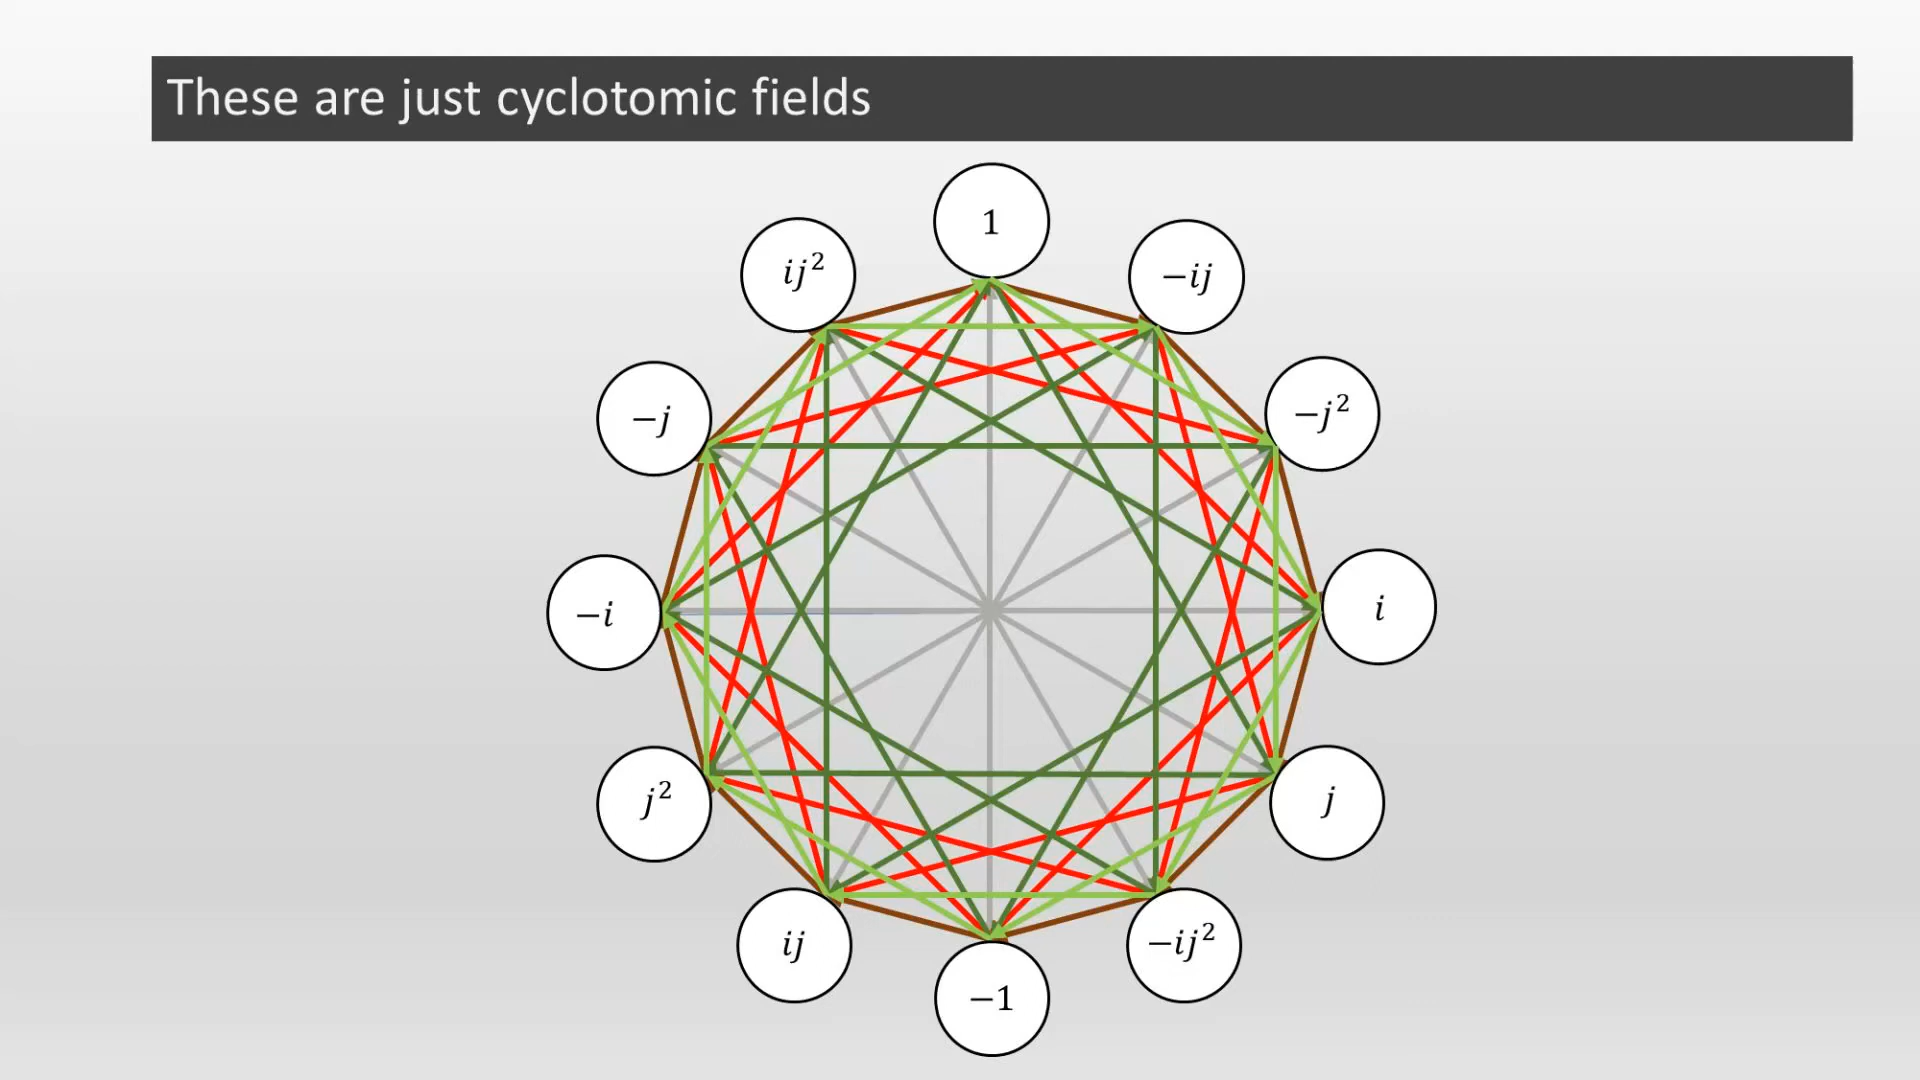 These are just cyclotomic fields
1
ij²
−ij
−j
−j²
−i
i
j²
j
ij
−ij²
−1